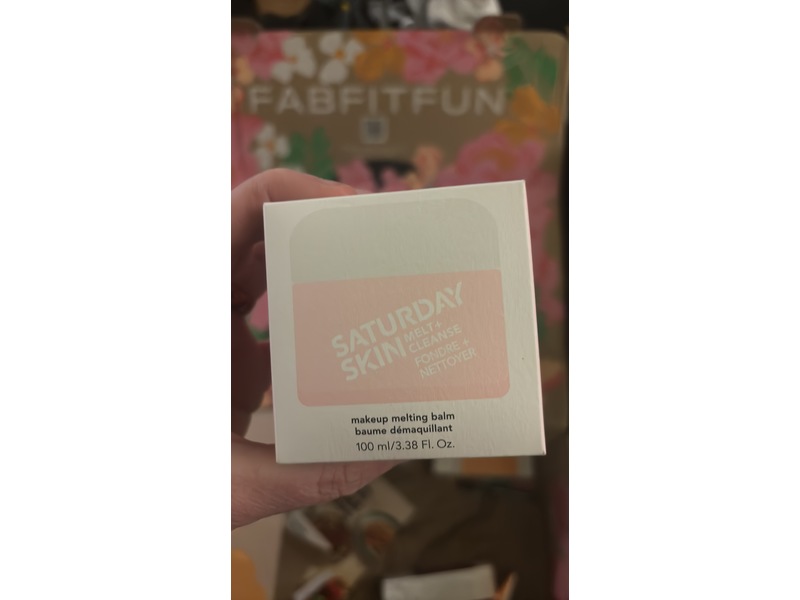 FABFITFUN
SATURDAY
SKIN
MELT+
CLEANSE
FONDRE +
NETTOYER
makeup melting balm
baume démaquillant
100 ml/3.38 Fl. Oz.